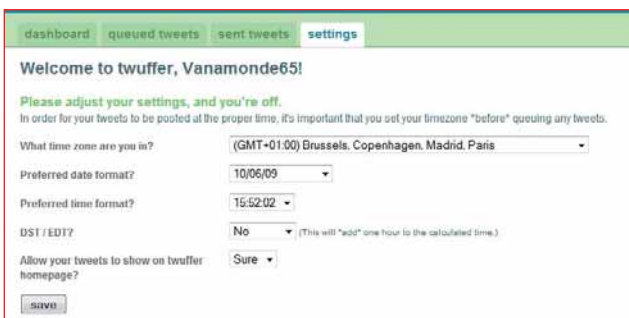 dashboard queued tweets sent tweets settings
Welcome to twuffer, Vanamonde65!
Please adjust your settings, and you're off.
In order for your tweets to be posted at the proper time, it's important that you set your timezone *before* queuing any tweets.
What time zone are you in? (GMT+01:00) Brussels, Copenhagen, Madrid, Paris
Preferred date format? 10/06/09
Preferred time format? 15:52:02
DST / EDT? No (This will *add* one hour to the calculated time.)
Allow your tweets to show on twuffer Sure
homepage?
save